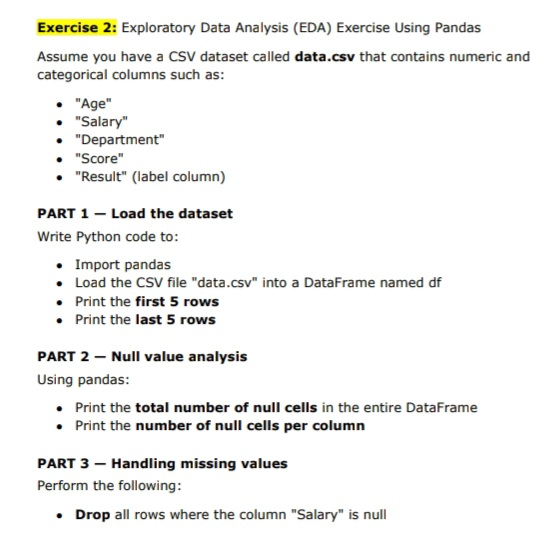 Exercise 2: Exploratory Data Analysis (EDA) Exercise Using Pandas
Assume you have a CSV dataset called data.csv that contains numeric and
categorical columns such as:
• "Age"
• "Salary"
• "Department"
• "Score"
• "Result" (label column)
PART 1 — Load the dataset
Write Python code to:
• Import pandas
• Load the CSV file "data.csv" into a DataFrame named df
• Print the first 5 rows
• Print the last 5 rows
PART 2 — Null value analysis
Using pandas:
• Print the total number of null cells in the entire DataFrame
• Print the number of null cells per column
PART 3 — Handling missing values
Perform the following:
• Drop all rows where the column "Salary" is null